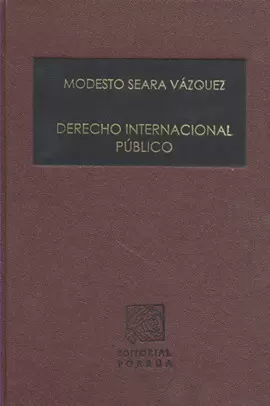 MODESTO SEARA VÁZQUEZ
DERECHO INTERNACIONAL
PÚBLICO
EDITORIAL
PORRÚA